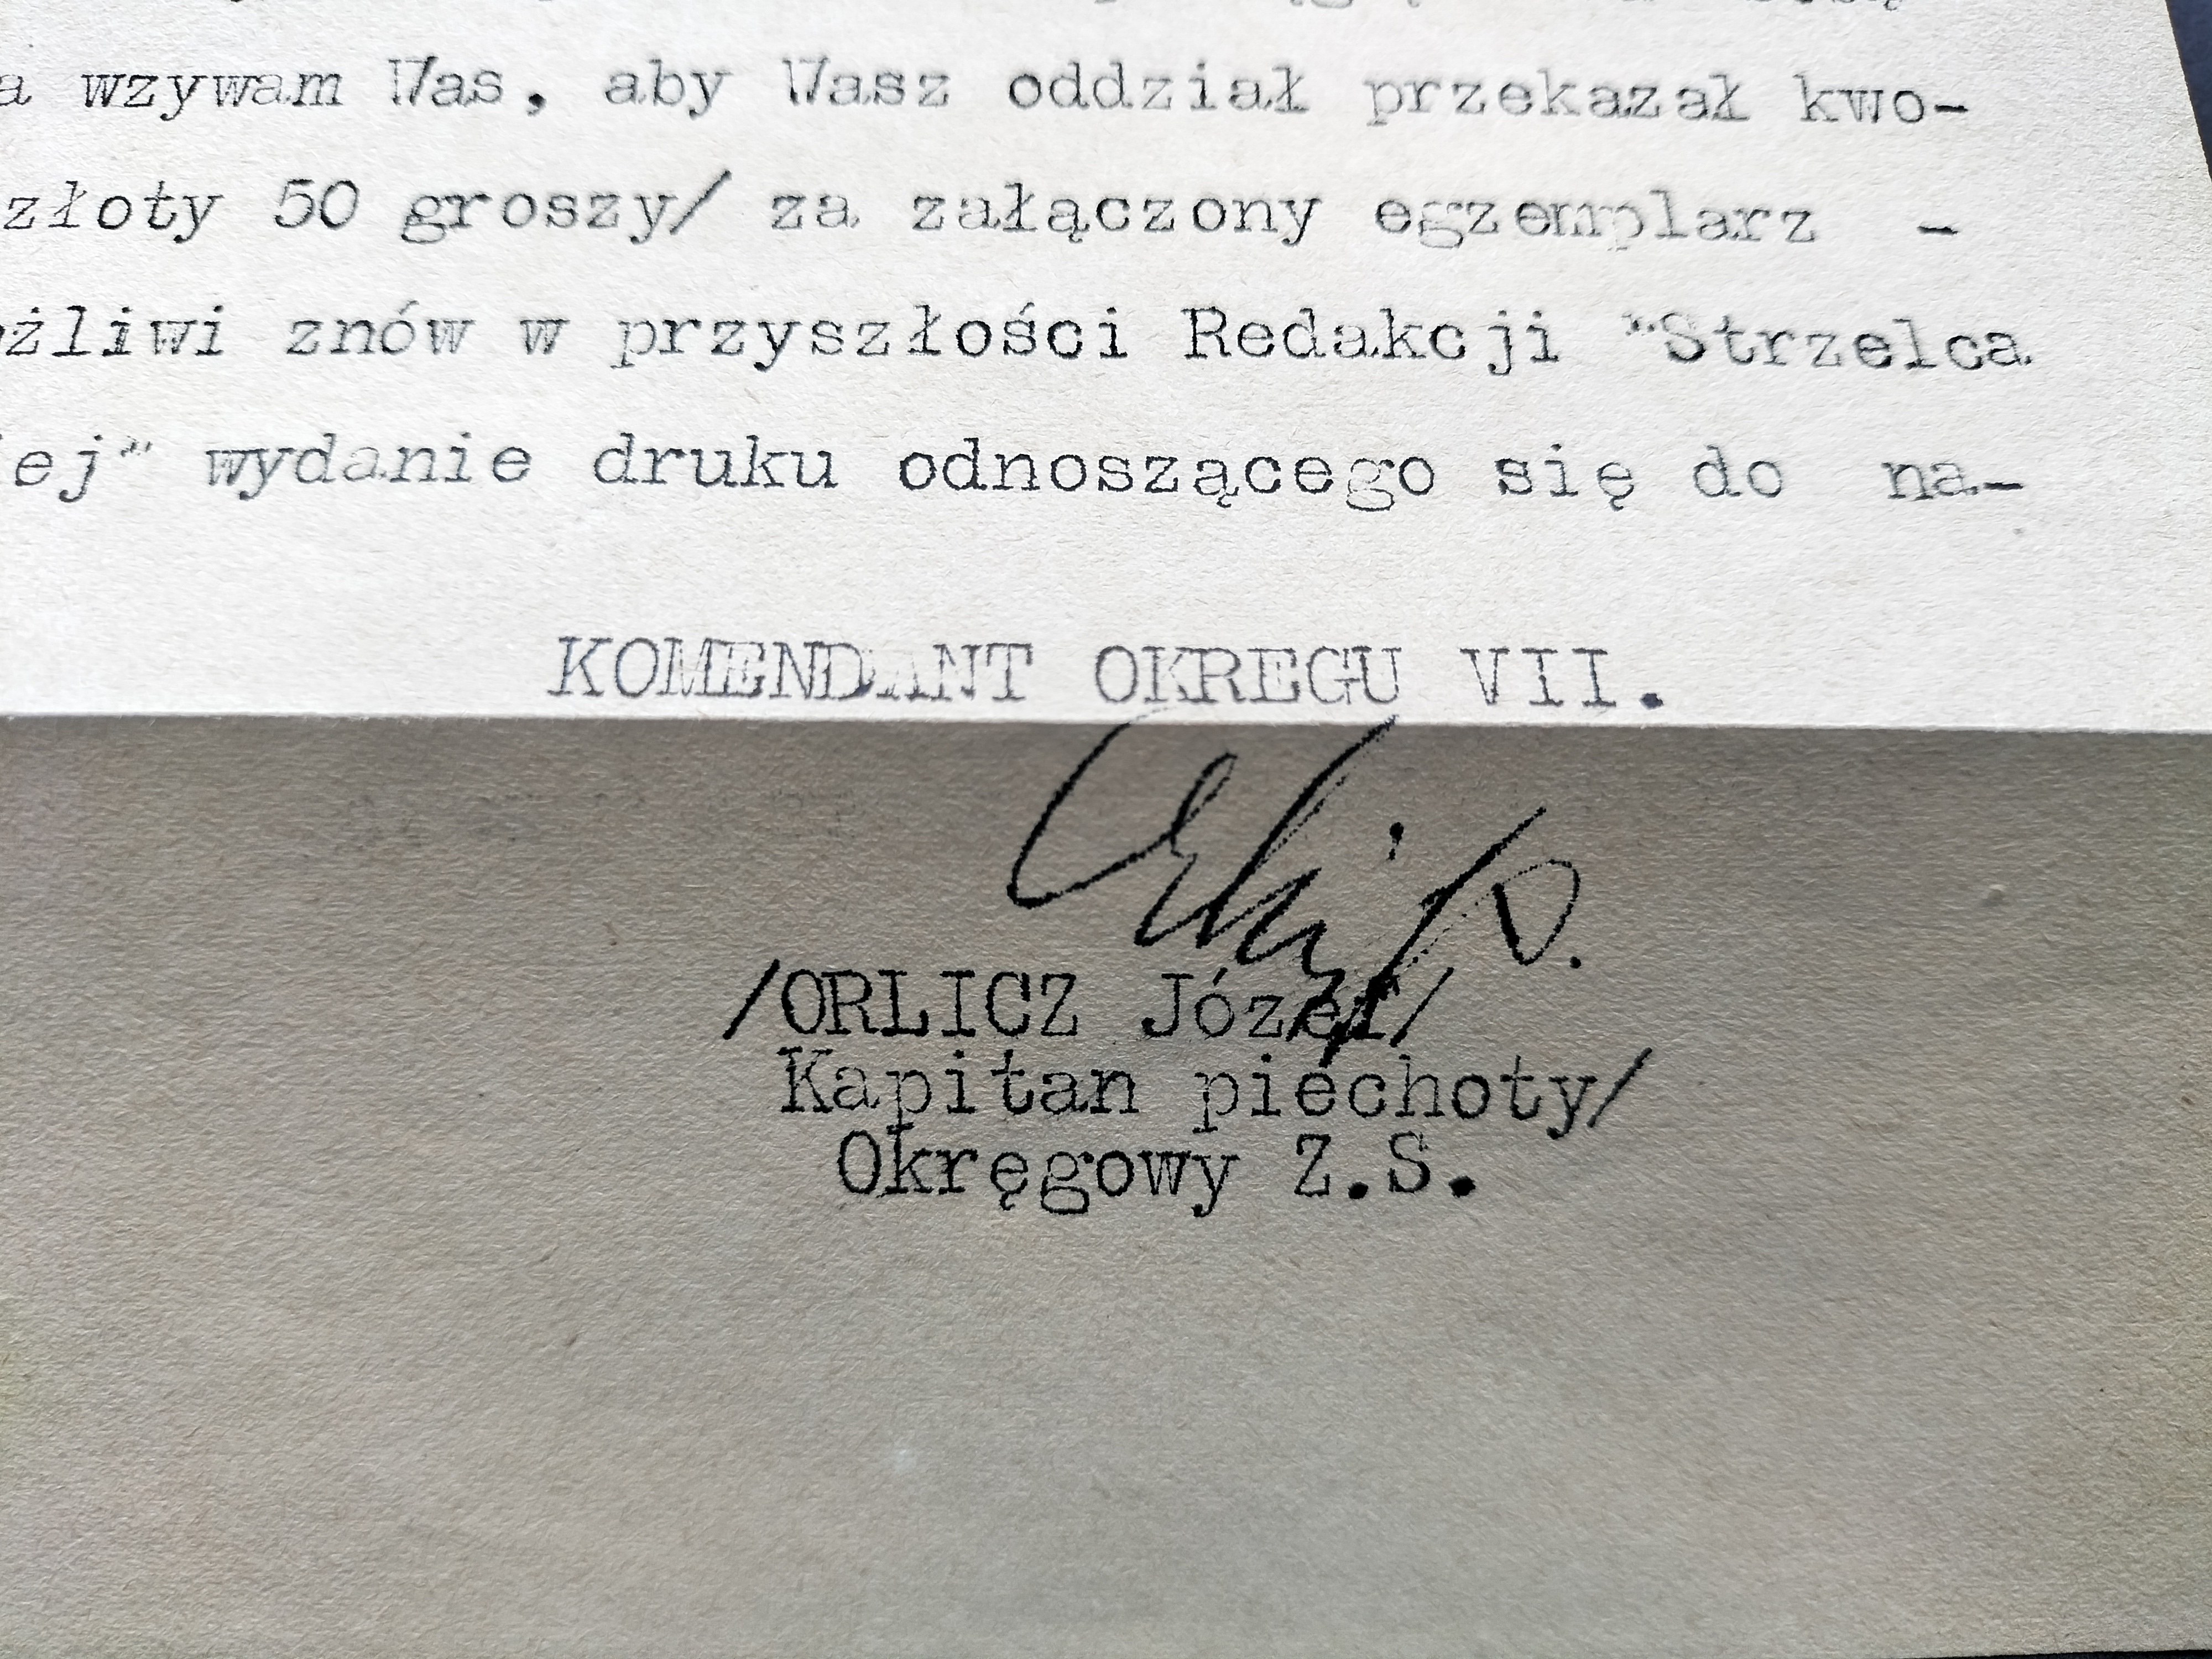 a wzywam Was, aby Wasz oddział przekazał kwo-
złoty 50 groszy/ za załączony egzemplarz -
żliwi znów w przyszłości Redakcji "Strzelca
iej" wydanie druku odnoszącego się do na-
KOMENDANT OKREGU VII.
/ORLICZ Józef/
Kapitan piechoty/
Okręgowy Z.S.